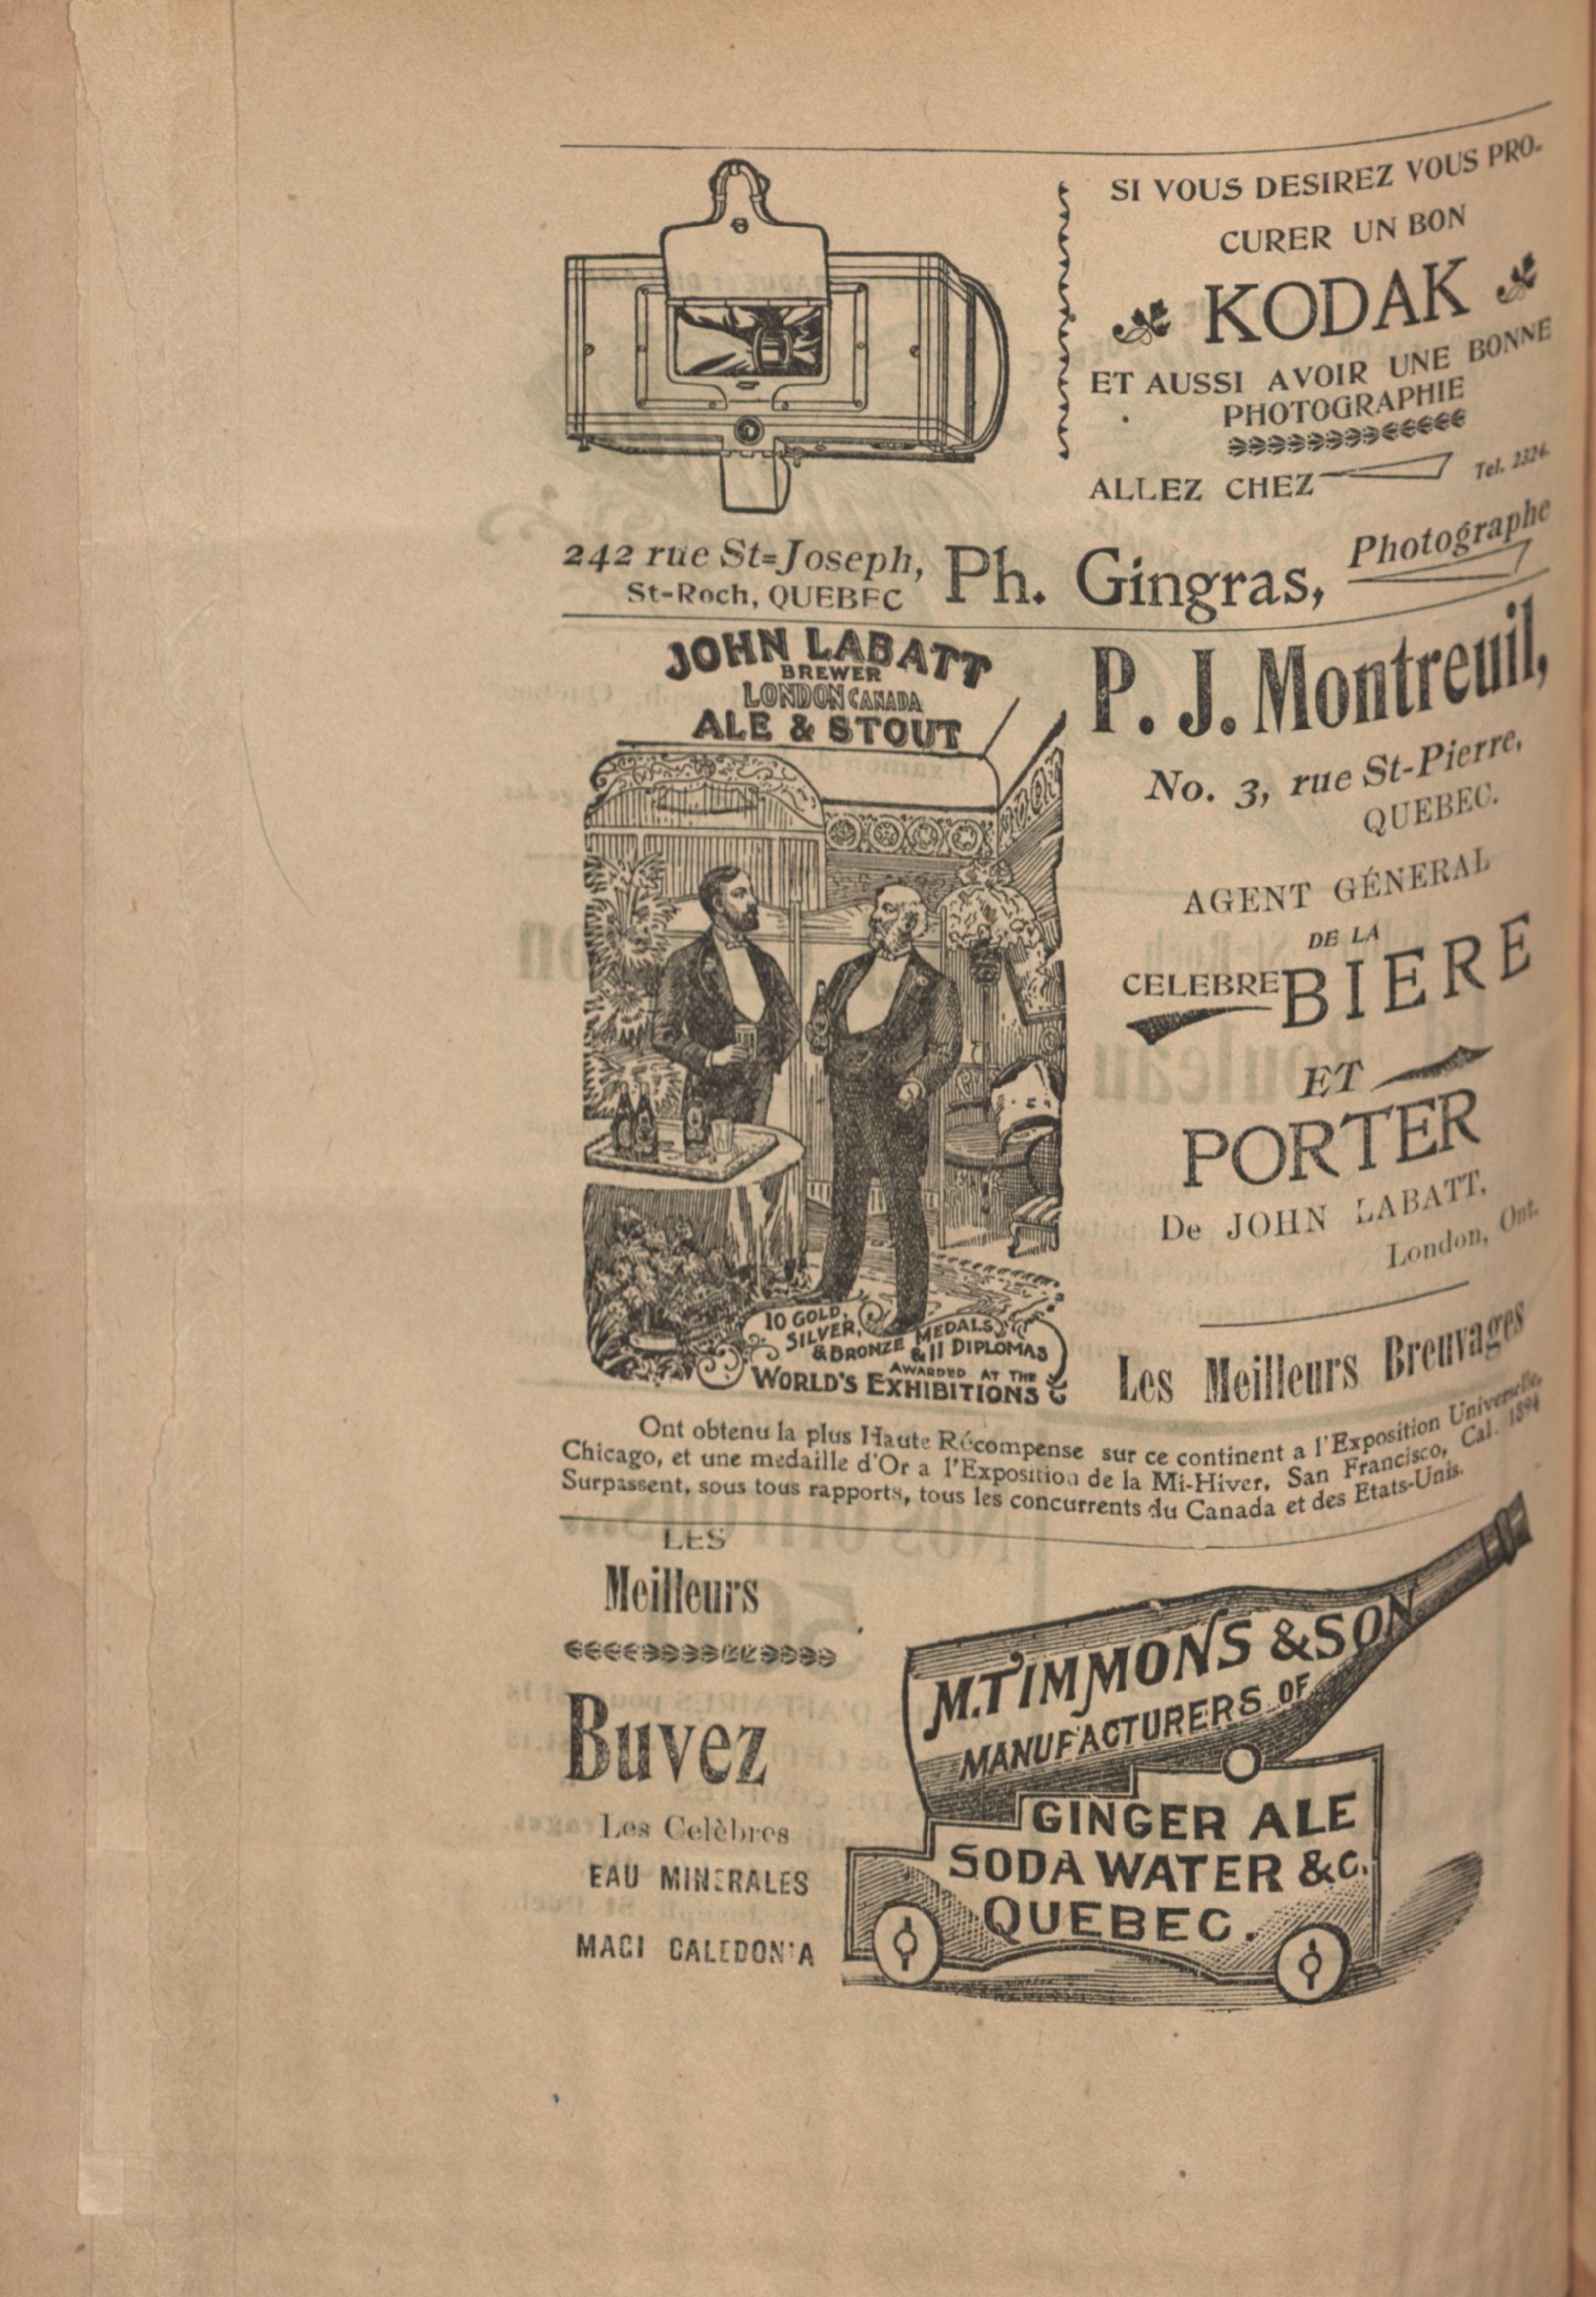 SI VOUS DESIREZ VOUS PRO-
CURER UN BON
KODAK
ET AUSSI AVOIR UNE BONNE
PHOTOGRAPHIE
ALLEZ CHEZ
Tel. 2324.
242 rue St=Joseph,
St-Roch, QUEBEC
Ph. Gingras,
Photographe
JOHN LABATT
BREWER
LONDON CANADA
ALE & STOUT
10 GOLD,
SILVER,
& BRONZE MEDALS
& 11 DIPLOMAS
AWARDED AT THE
WORLD'S EXHIBITIONS
P. J. Montreuil,
No. 3, rue St-Pierre,
QUEBEC.
AGENT GÉNERAL
DE LA
CELEBRE BIERE
ET
PORTER
De JOHN LABATT,
London, Ont.
Les Meilleurs Breuvages
Ont obtenu la plus Haute Récompense sur ce continent a l'Exposition Universelle,
Chicago, et une medaille d'Or a l'Exposition de la Mi-Hiver, San Francisco, Cal. 1894
Surpassent, sous tous rapports, tous les concurrents du Canada et des Etats-Unis.
LES
Meilleurs
Buvez
Les Celèbres
EAU MINERALES
MAGI CALEDONIA
M. TIMMONS & SON
MANUFACTURERS OF
GINGER ALE
SODA WATER &C.
QUEBEC.